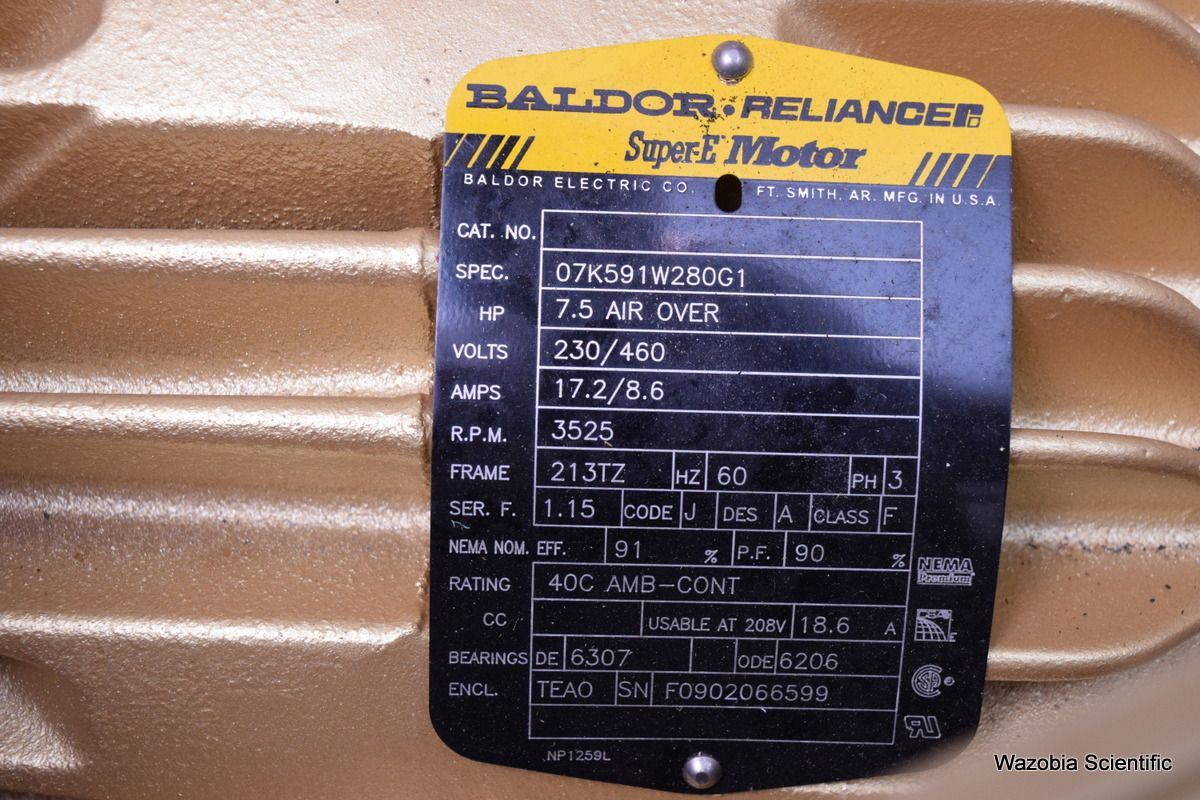 BALDOR • RELIANCE
Super-E Motor
BALDOR ELECTRIC CO. FT. SMITH, AR. MFG. IN U.S.A.
CAT. NO.
SPEC. 07K591W280G1
HP 7.5 AIR OVER
VOLTS 230/460
AMPS 17.2/8.6
R.P.M. 3525
FRAME 213TZ HZ 60 PH 3
SER. F. 1.15 CODE J DES A CLASS F
NEMA NOM. EFF. 91 % P.F. 90 %
NEMA
Premium
RATING 40C AMB-CONT
CC USABLE AT 208V 18.6 A
BEARINGS DE 6307 ODE 6206
ENCL. TEAO SN F0902066599
NP1259L
Wazobia Scientific